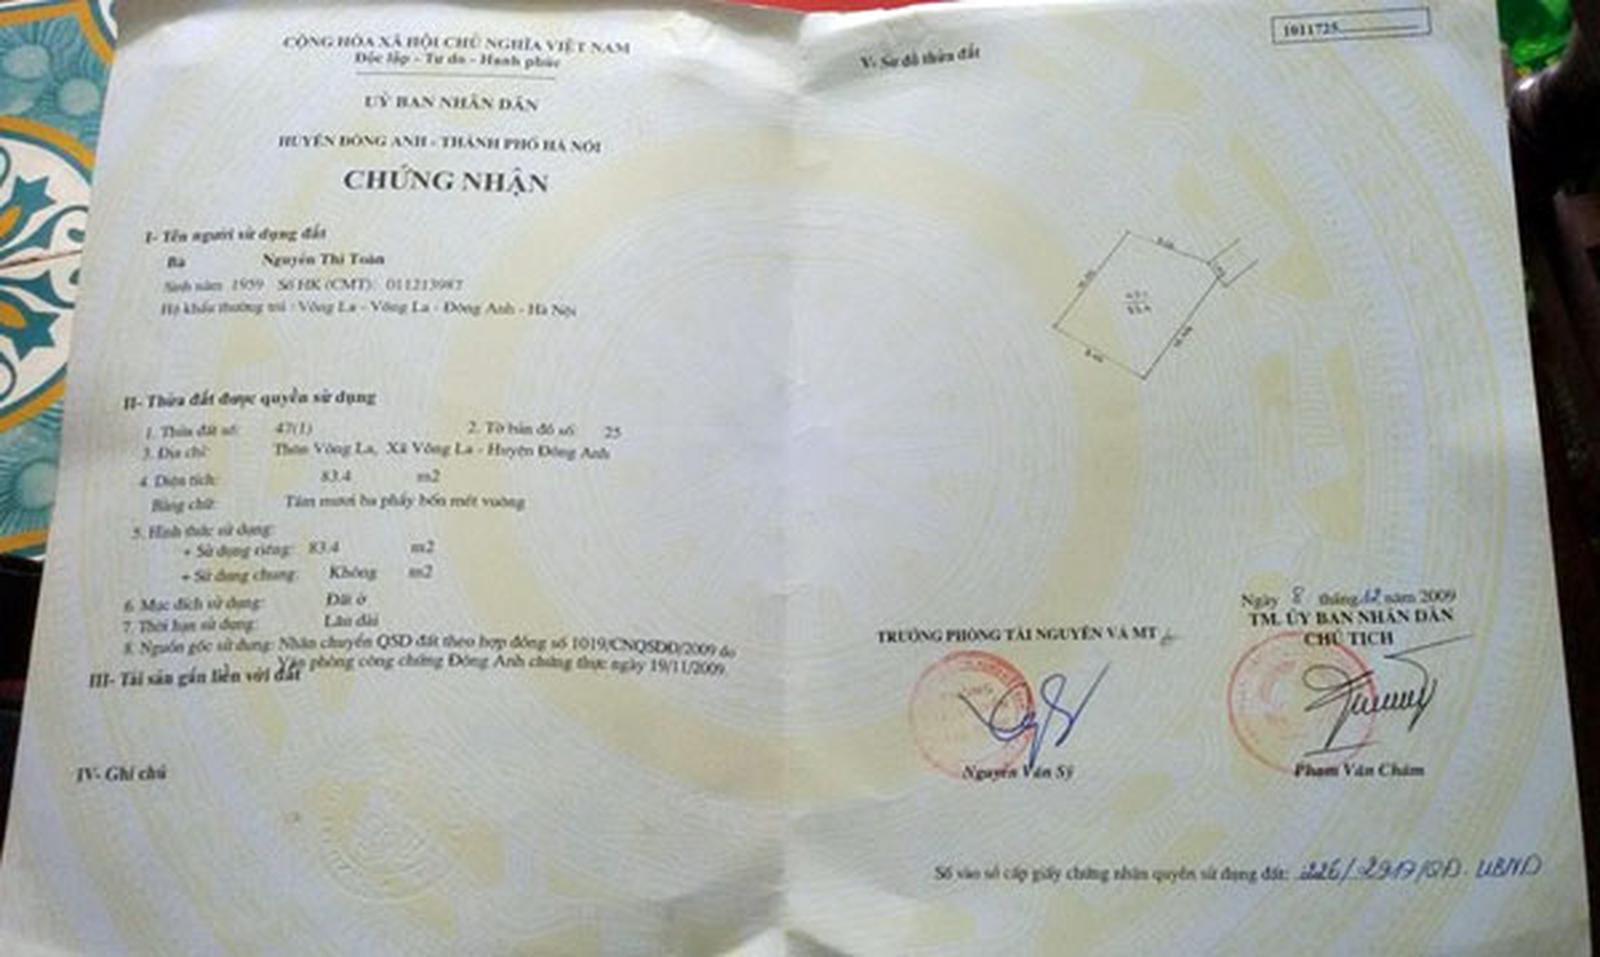 CỘNG HÒA XÃ HỘI CHỦ NGHĨA VIỆT NAM
Độc lập - Tự do - Hạnh phúc
UỶ BAN NHÂN DÂN
HUYỆN ĐÔNG ANH - THÀNH PHỐ HÀ NỘI
CHỨNG NHẬN
I- Tên người sử dụng đất
Bà Nguyễn Thị Toàn
Sinh năm 1959 Số HK (CMT): 011213987
Hộ khẩu thường trú : Võng La - Võng La - Đông Anh - Hà Nội
II- Thửa đất được quyền sử dụng
1. Thửa đất số: 47(1) 2. Tờ bản đồ số: 25
3. Địa chỉ: Thôn Võng La, Xã Võng La - Huyện Đông Anh
4. Diện tích: 83.4 m2
Bằng chữ: Tám mươi ba phẩy bốn mét vuông
5. Hình thức sử dụng:
+ Sử dụng riêng: 83.4 m2
+ Sử dụng chung: Không m2
6. Mục đích sử dụng: Đất ở
7. Thời hạn sử dụng: Lâu dài
8. Nguồn gốc sử dụng: Nhận chuyển QSD đất theo hợp đồng số 1019/CNQSDĐ/2009 do
Văn phòng công chứng Đông Anh chứng thực ngày 19/11/2009.
III- Tài sản gắn liền với đất
IV- Ghi chú
1011725
V- Sơ đồ thửa đất
Ngày 8 tháng 12 năm 2009
TM. ỦY BAN NHÂN DÂN
CHỦ TỊCH
TRƯỞNG PHÒNG TÀI NGUYÊN VÀ MT
Nguyễn Văn Sỹ
Phạm Văn Châm
Số vào sổ cấp giấy chứng nhận quyền sử dụng đất: 226/2917/QĐ. UBND